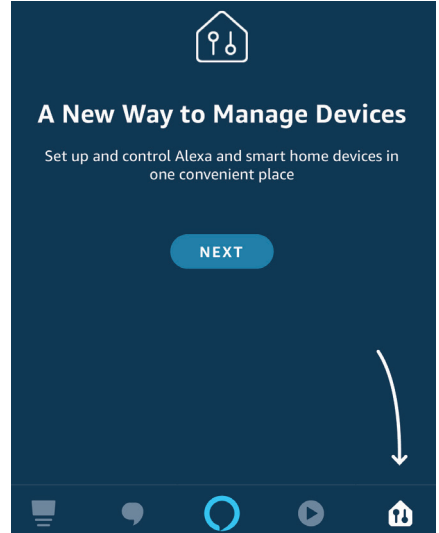 A New Way to Manage Devices
Set up and control Alexa and smart home devices in
one convenient place
NEXT